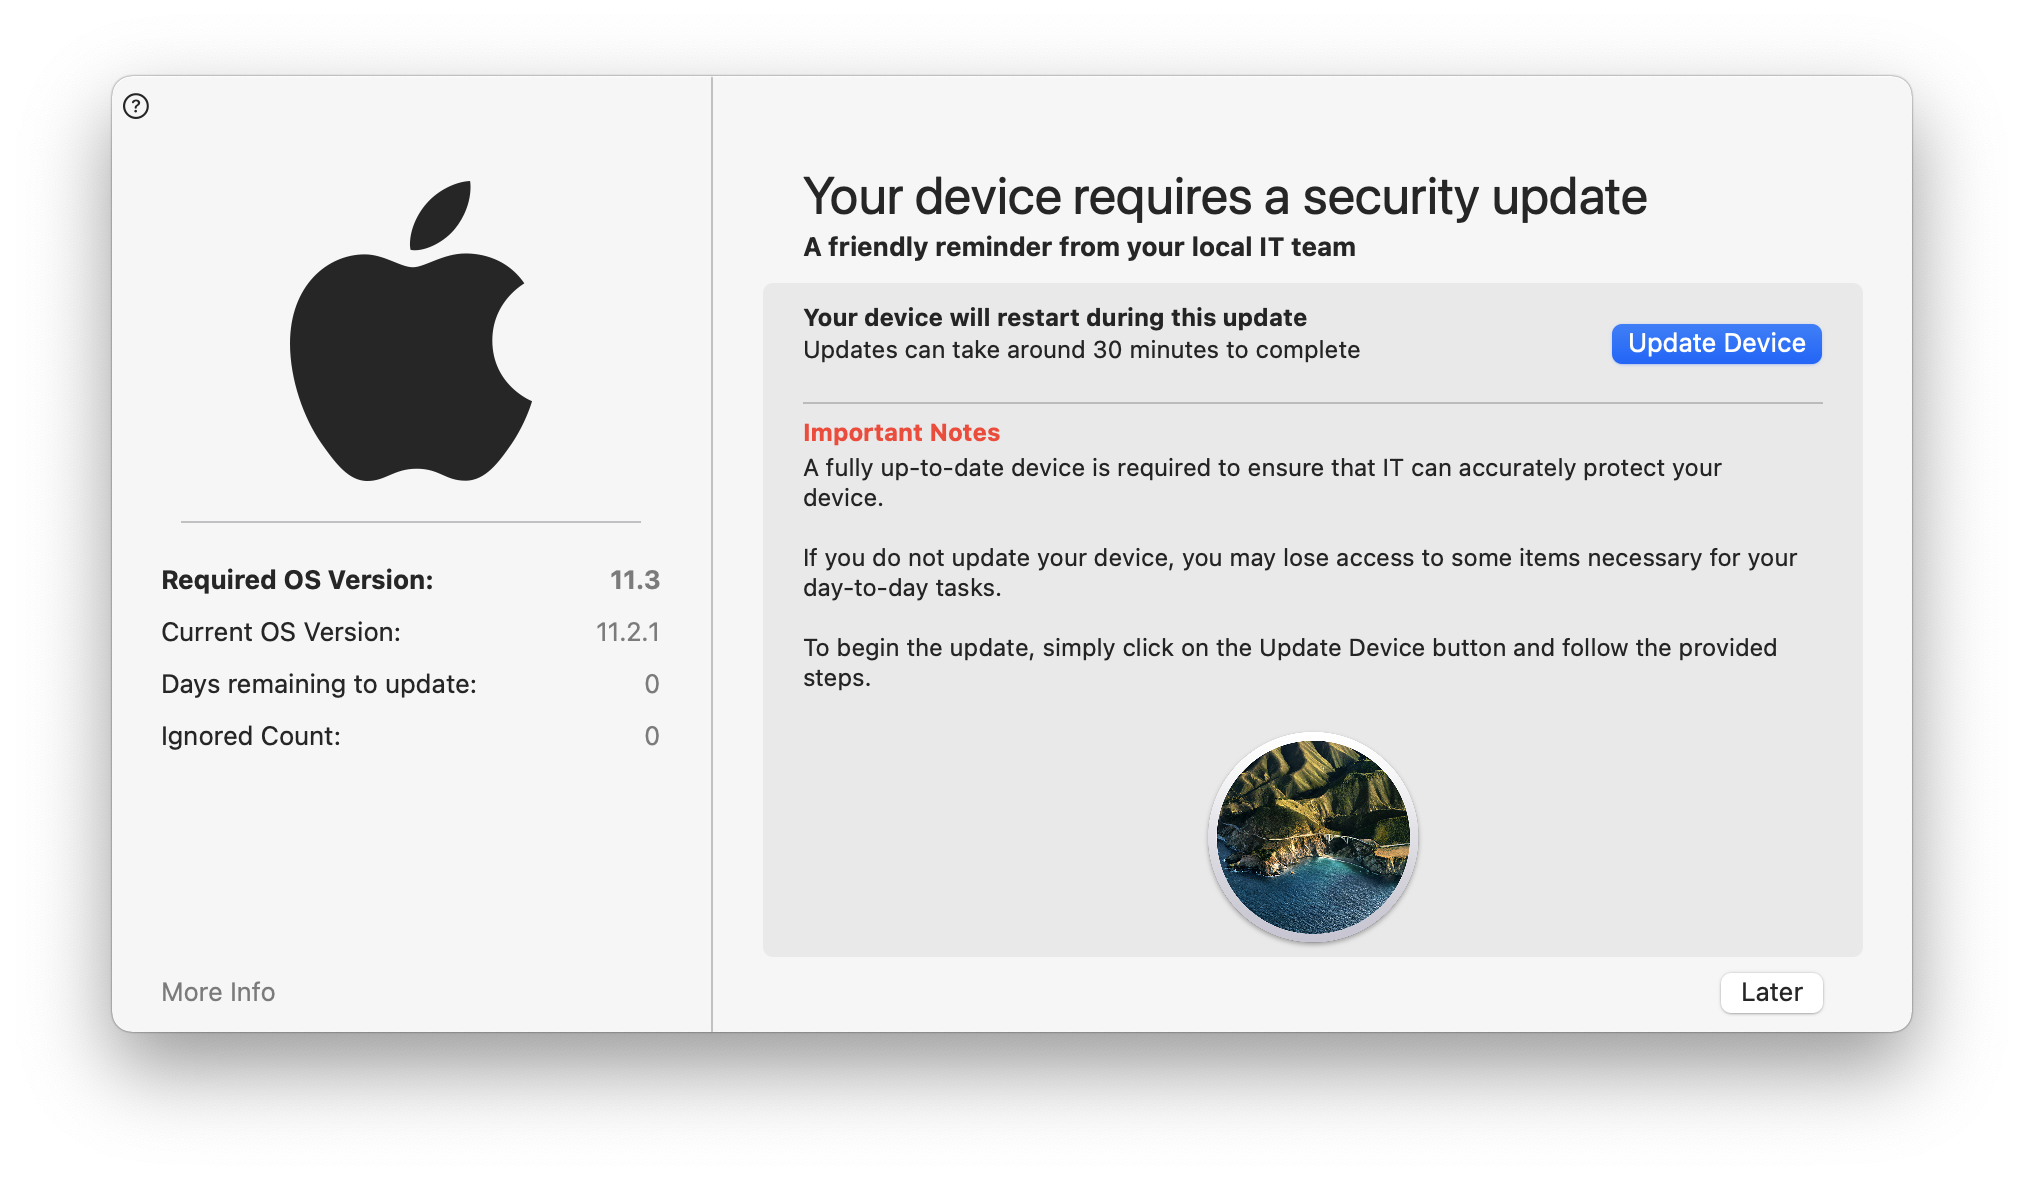 ?
Your device requires a security update
A friendly reminder from your local IT team
Your device will restart during this update
Updates can take around 30 minutes to complete
Update Device
Important Notes
A fully up-to-date device is required to ensure that IT can accurately protect your
device.
If you do not update your device, you may lose access to some items necessary for your
day-to-day tasks.
To begin the update, simply click on the Update Device button and follow the provided
steps.
Required OS Version: 11.3
Current OS Version: 11.2.1
Days remaining to update: 0
Ignored Count: 0
More Info
Later